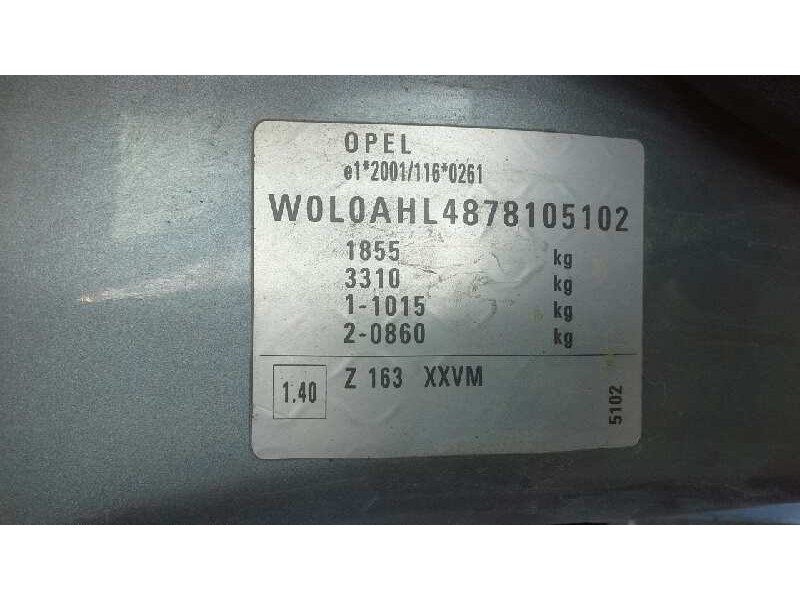 OPEL
e1*2001/116*0261
W0L0AHL4878105102
1855 kg
3310 kg
1-1015 kg
2-0860 kg
1.40 Z 163 XXVM
5102